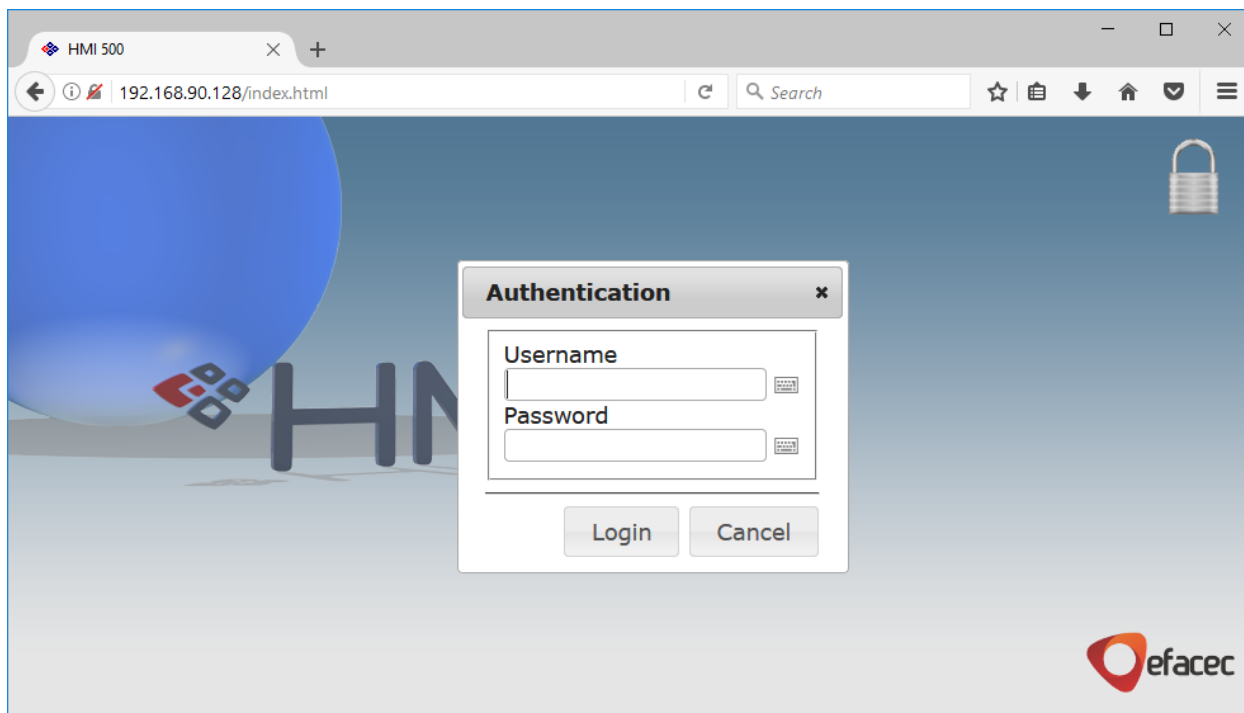 HMI 500
192.168.90.128/index.html
Search
Authentication
Username
Password
Login
Cancel
efacec